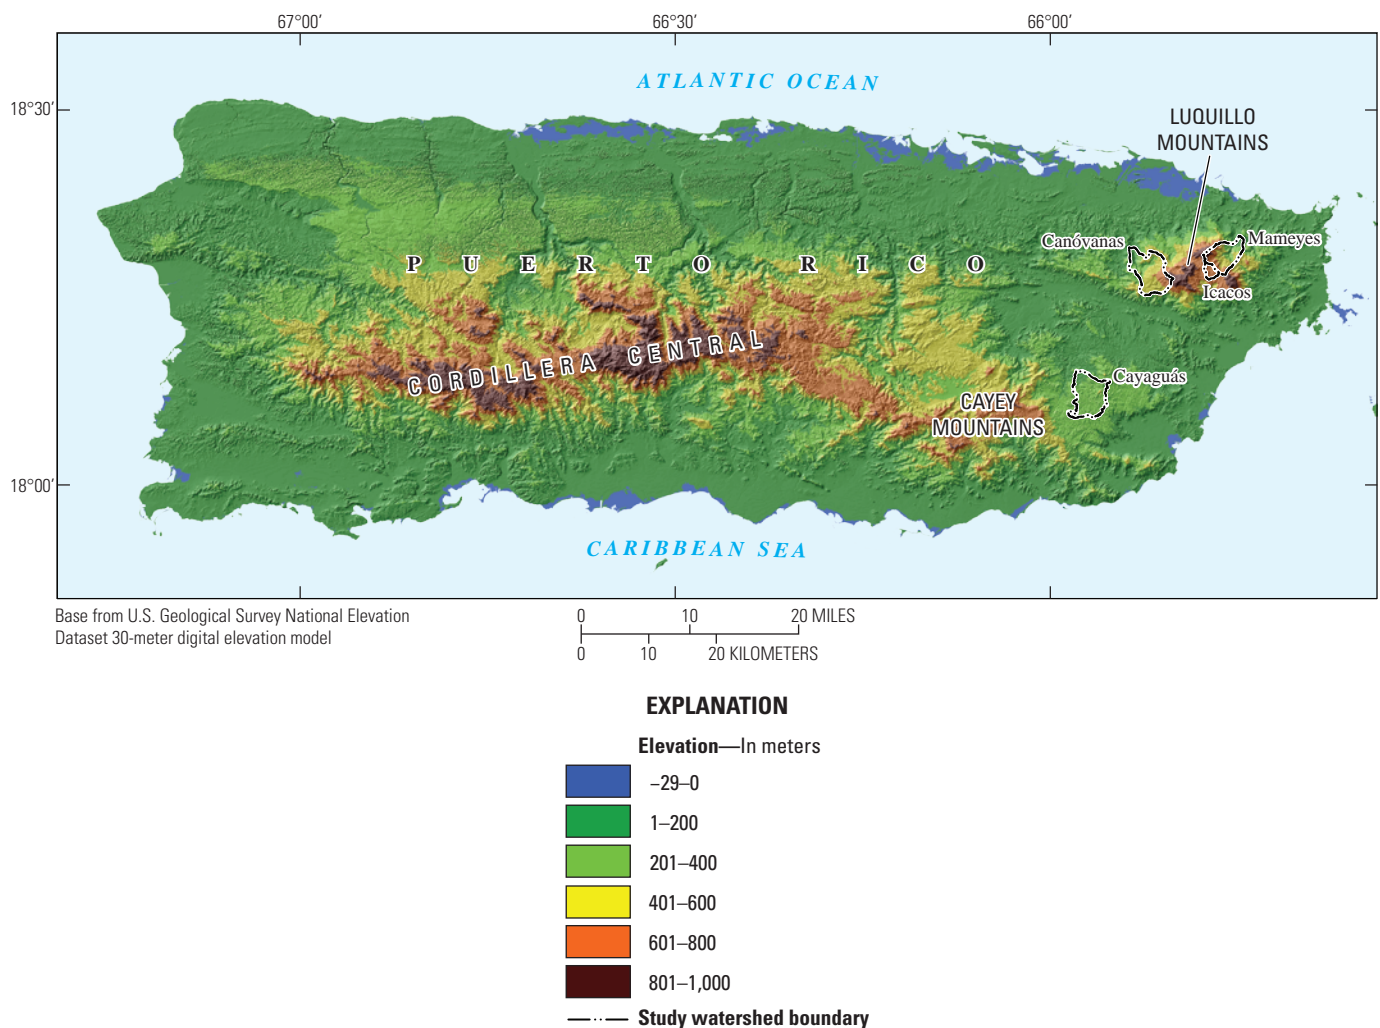 67°00'
66°30'
66°00'
18°30'
18°00'
ATLANTIC OCEAN
LUQUILLO
MOUNTAINS
Canóvanas
Mameyes
Icacos
PUERTO RICO
CORDILLERA CENTRAL
Cayaguás
CAYEY
MOUNTAINS
CARIBBEAN SEA
Base from U.S. Geological Survey National Elevation
Dataset 30-meter digital elevation model
0 10 20 MILES
0 10 20 KILOMETERS
EXPLANATION
Elevation—In meters
−29–0
1–200
201–400
401–600
601–800
801–1,000
Study watershed boundary